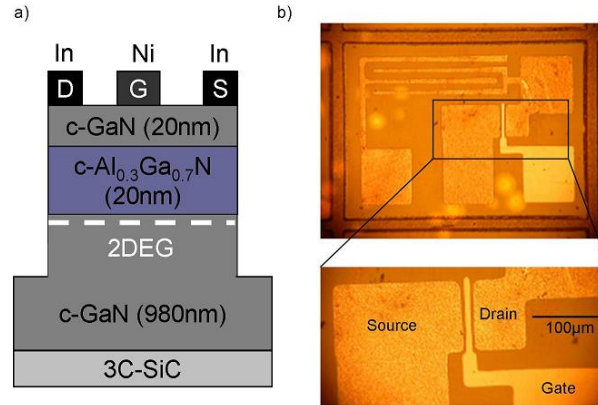 a)
b)
In Ni In
D G S
c-GaN (20nm)
c-Al0.3Ga0.7N
(20nm)
2DEG
c-GaN (980nm)
3C-SiC
Source
Drain
100µm
Gate